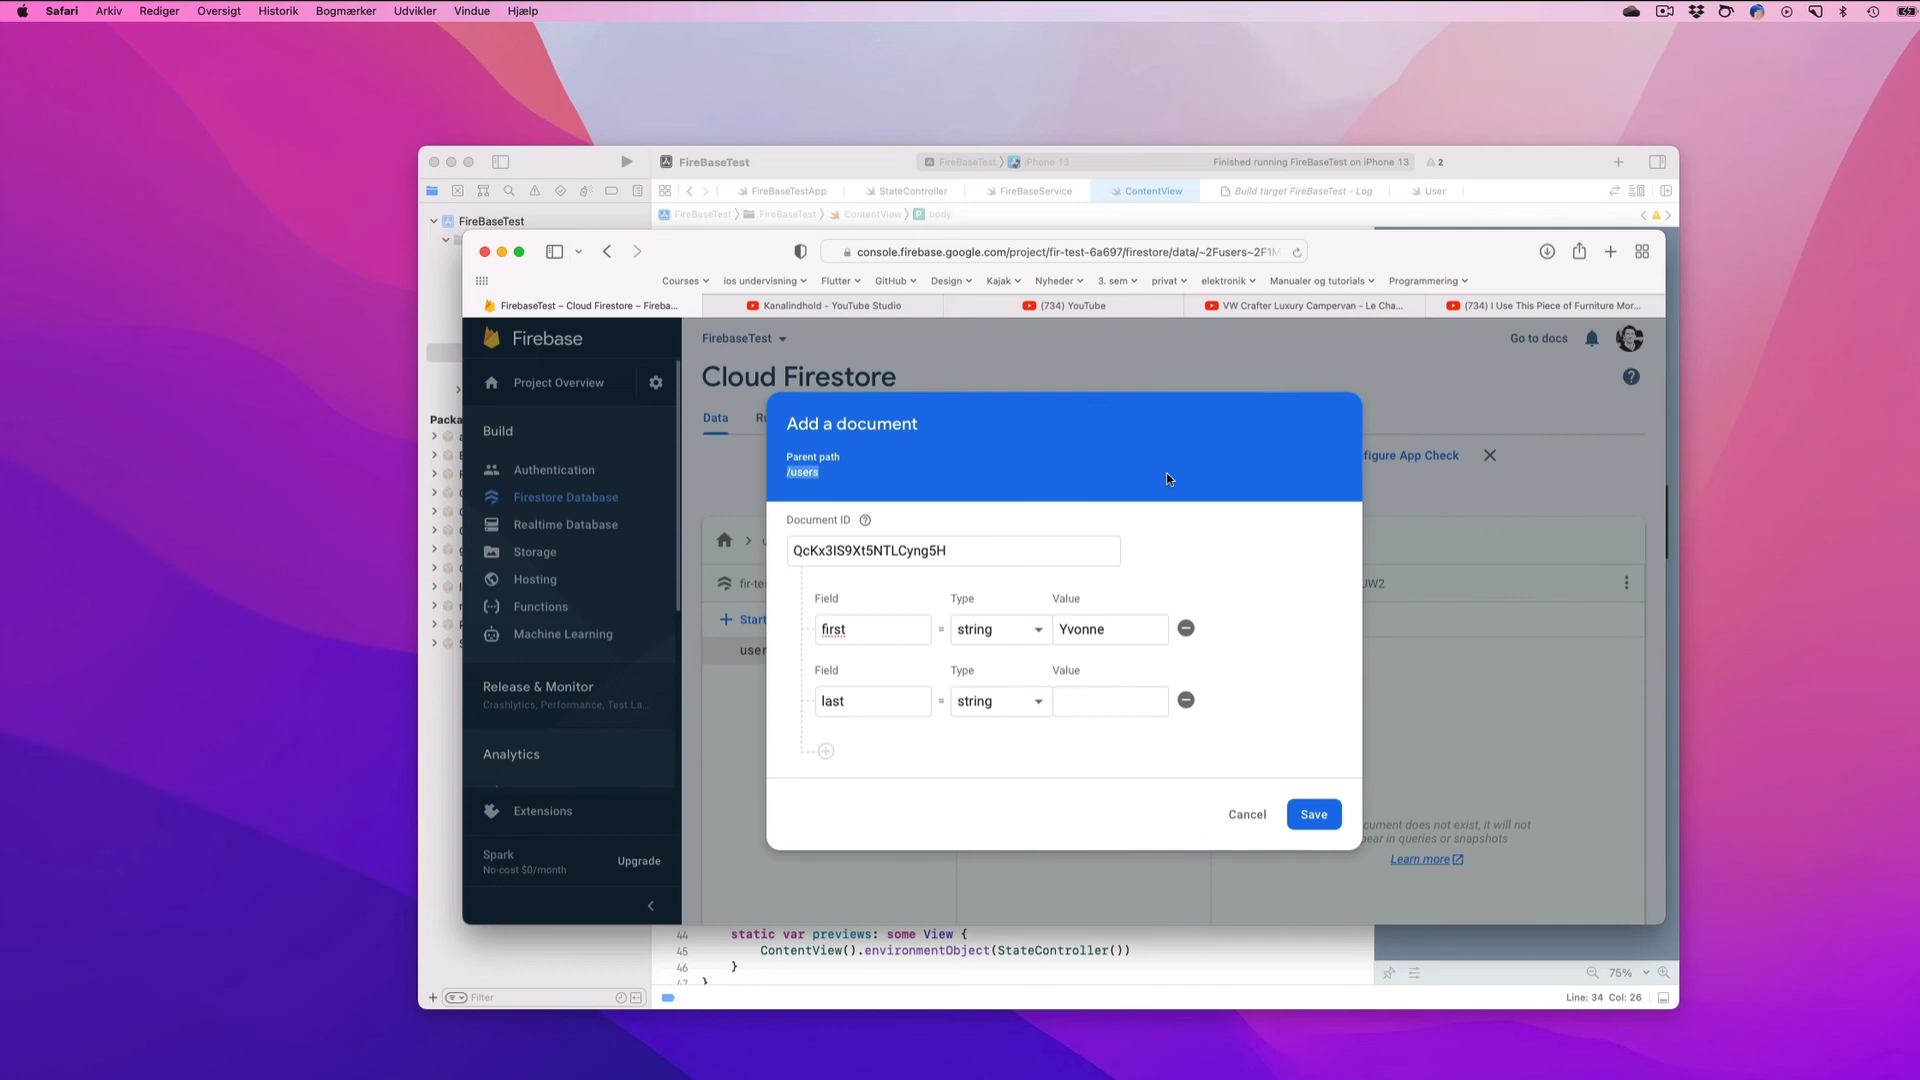 Safari Arkiv Rediger Oversigt Historik Bogmærker Udvikler Vindue Hjælp
FireBaseTest
FireBaseTest 〉 iPhone 13
Finished running FireBaseTest on iPhone 13
2
FireBaseTestApp
StateController
FireBaseService
ContentView
Build target FireBaseTest - Log
User
FireBaseTest
FireBaseTest 〉 FireBaseTest 〉 ContentView 〉 body
console.firebase.google.com/project/fir-test-6a697/firestore/data/~2Fusers~2F1M
Courses ios undervisning Flutter GitHub Design Kajak Nyheder 3. sem privat elektronik Manualer og tutorials Programmering
FirebaseTest – Cloud Firestore – Fireba...
Kanalindhold - YouTube Studio
(734) YouTube
VW Crafter Luxury Campervan - Le Cha...
(734) I Use This Piece of Furniture Mor...
Firebase
Project Overview
Build
Authentication
Firestore Database
Realtime Database
Storage
Hosting
Functions
Machine Learning
Release & Monitor
Crashlytics, Performance, Test La...
Analytics
Extensions
Spark
No-cost $0/month
Upgrade
Packa
FirebaseTest
Go to docs
Cloud Firestore
Data
figure App Check
fir-te
JW2
+ Start
user
Add a document
Parent path
/users
Document ID
QcKx3IS9Xt5NTLCyng5H
Field Type Value
first = string Yvonne
Field Type Value
last = string
Cancel
Save
cument does not exist, it will not
ear in queries or snapshots
Learn more
44 static var previews: some View {
45 ContentView().environmentObject(StateController())
46 }
47 }
Filter
75%
Line: 34 Col: 26